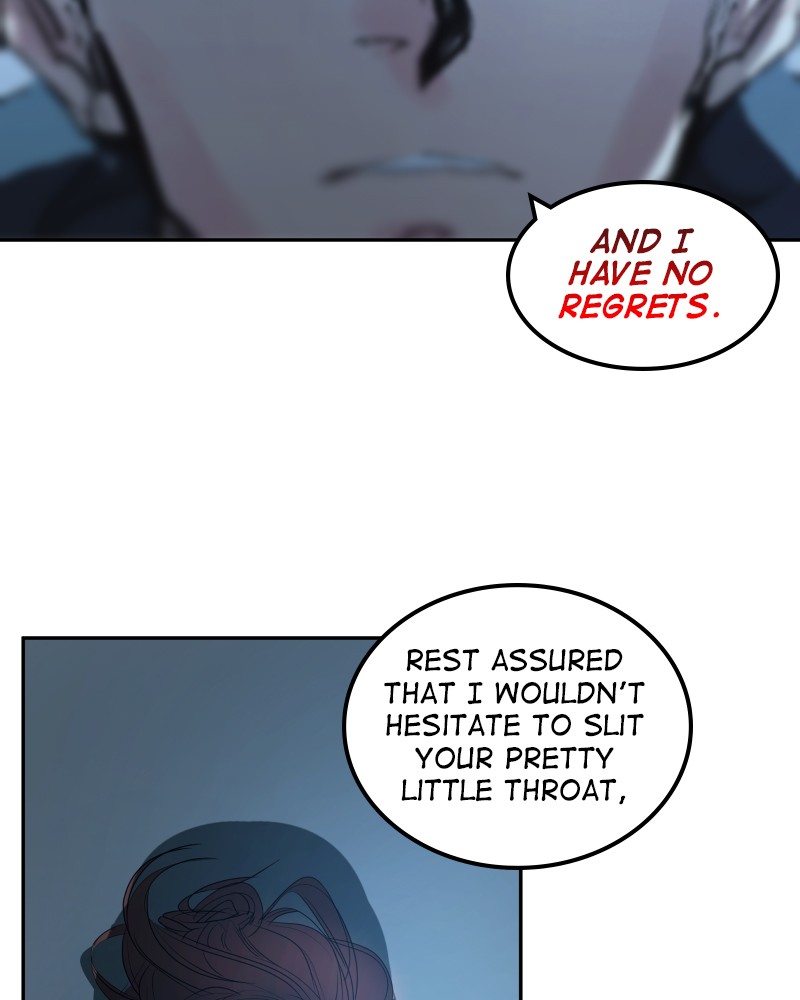 AND I
HAVE NO
REGRETS.
REST ASSURED
THAT I WOULDN'T
HESITATE TO SLIT
YOUR PRETTY
LITTLE THROAT,